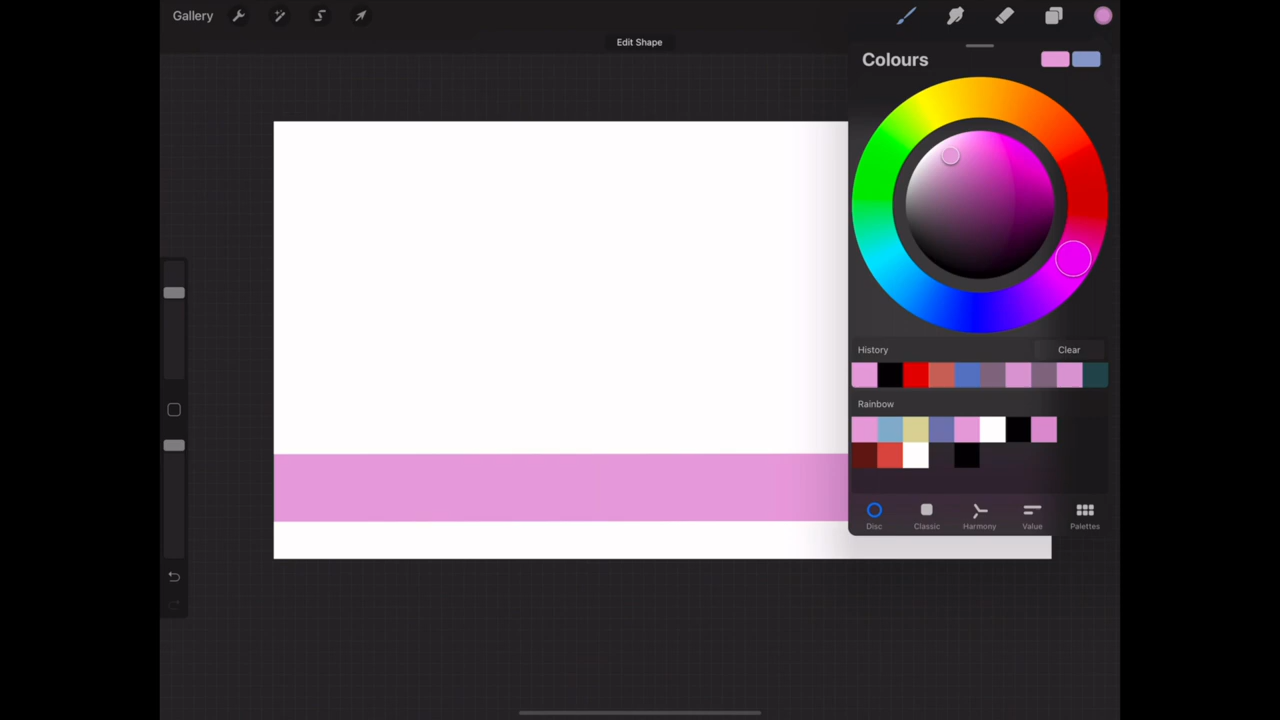 Gallery
Edit Shape
Colours
History Clear
Rainbow
Disc Classic Harmony Value Palettes